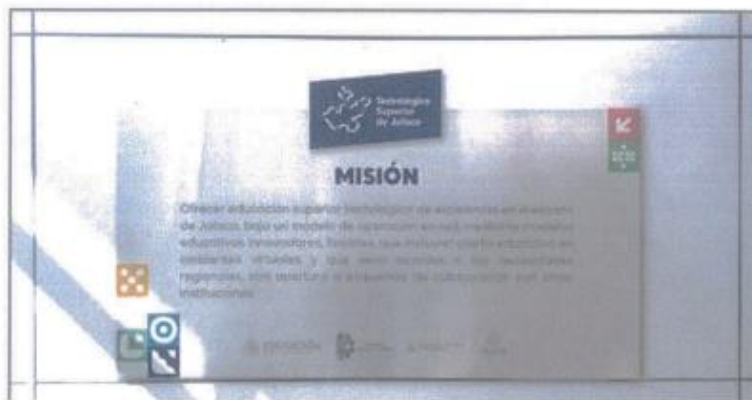 Tecnológico
Superior
de Jalisco
MISIÓN
Ofrecer educación superior tecnológica de excelencia en el estado
de Jalisco, bajo un modelo de operación en red, mediante modelos
educativos innovadores, flexibles, que incluyen oferta educativa en
ambientes virtuales y que sean acordes a las necesidades
regionales, con apertura a esquemas de colaboración con otras
instituciones.
EDUCACIÓN